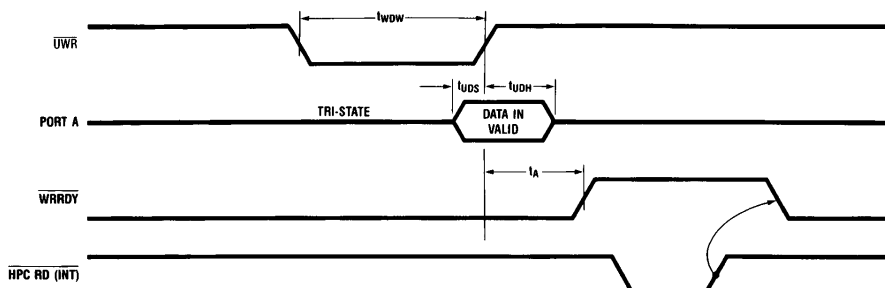 tWDW
UWR
tUDS tUDH
PORT A TRI-STATE DATA IN VALID
tA
WRRDY
HPC RD (INT)